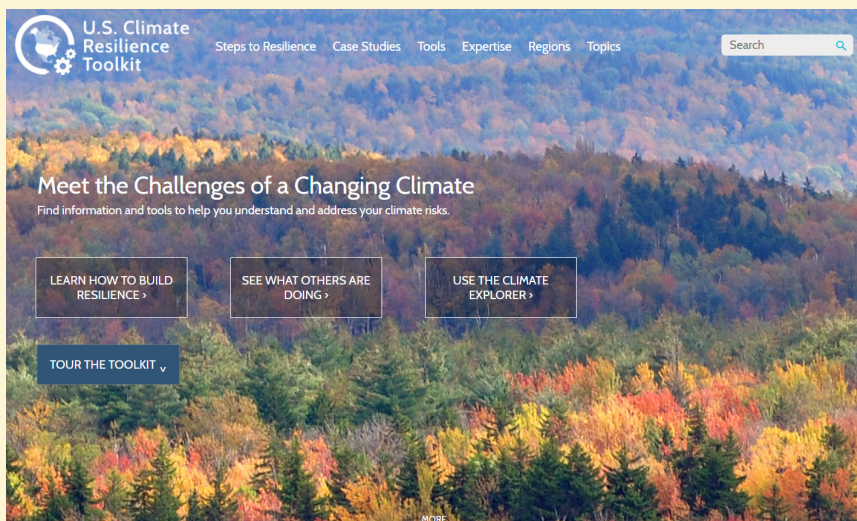 U.S. Climate
Resilience
Toolkit
Steps to Resilience Case Studies Tools Expertise Regions Topics
Search
Meet the Challenges of a Changing Climate
Find information and tools to help you understand and address your climate risks.
LEARN HOW TO BUILD
RESILIENCE ›
SEE WHAT OTHERS ARE
DOING ›
USE THE CLIMATE
EXPLORER ›
TOUR THE TOOLKIT v
MORE